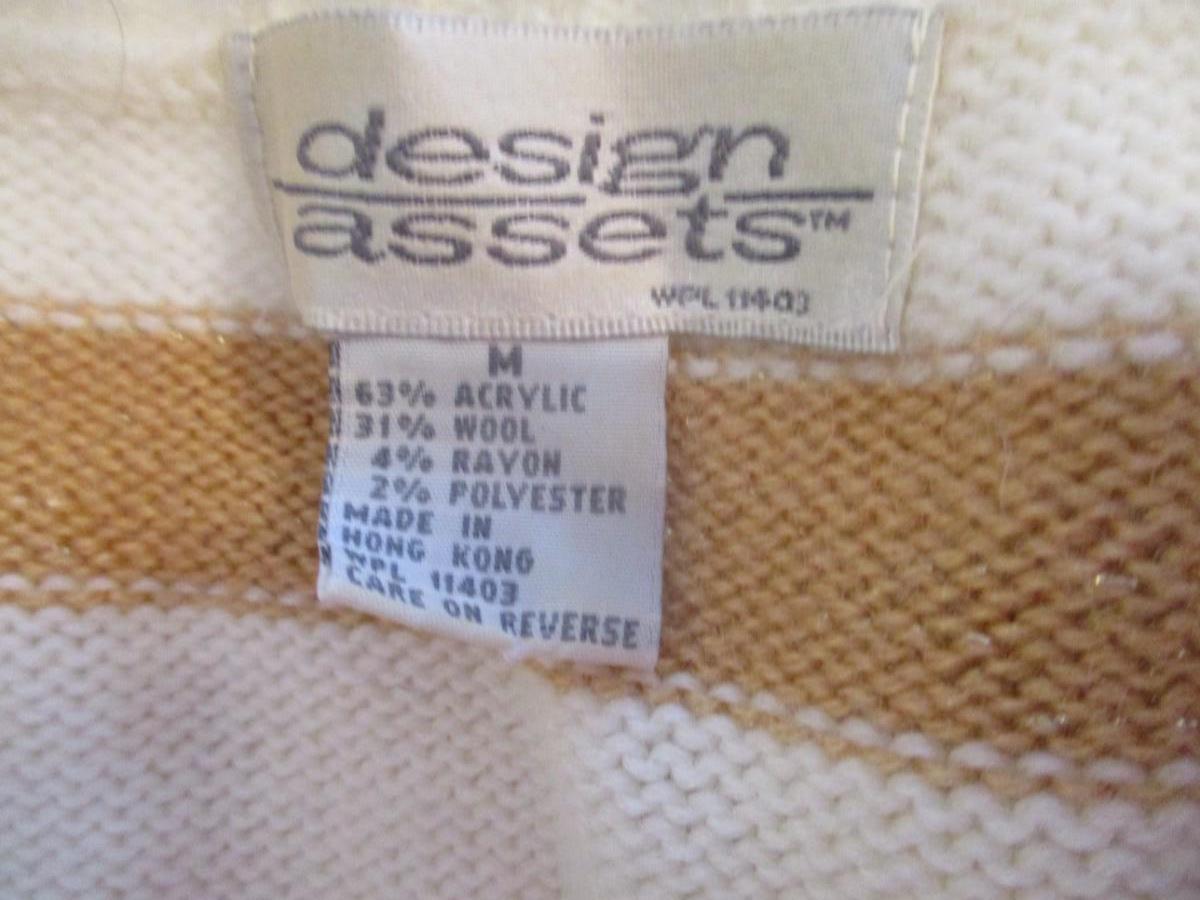 design
assets™
WPL 11403
M
63% ACRYLIC
31% WOOL
4% RAYON
2% POLYESTER
MADE IN
HONG KONG
WPL 11403
CARE ON REVERSE